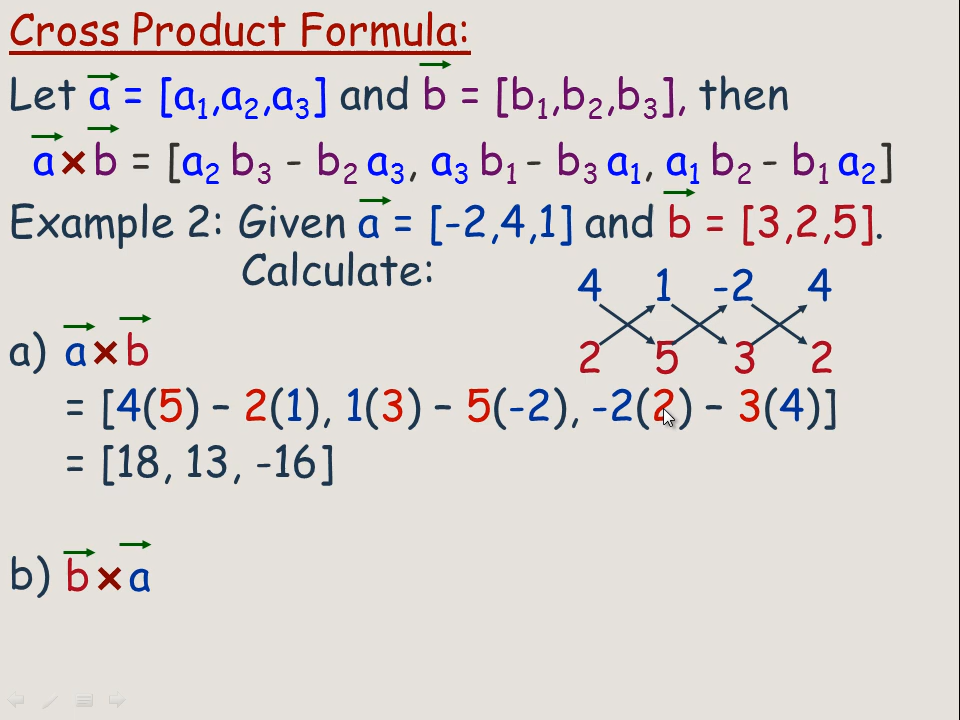 Cross Product Formula:
Let a = [a₁,a₂,a₃] and b = [b₁,b₂,b₃], then
a×b = [a₂ b₃ - b₂ a₃, a₃ b₁ - b₃ a₁, a₁ b₂ - b₁ a₂]
Example 2: Given a = [-2,4,1] and b = [3,2,5].
Calculate:
4 1 -2 4
a) a×b
2 5 3 2
= [4(5) – 2(1), 1(3) – 5(-2), -2(2) – 3(4)]
= [18, 13, -16]
b) b×a